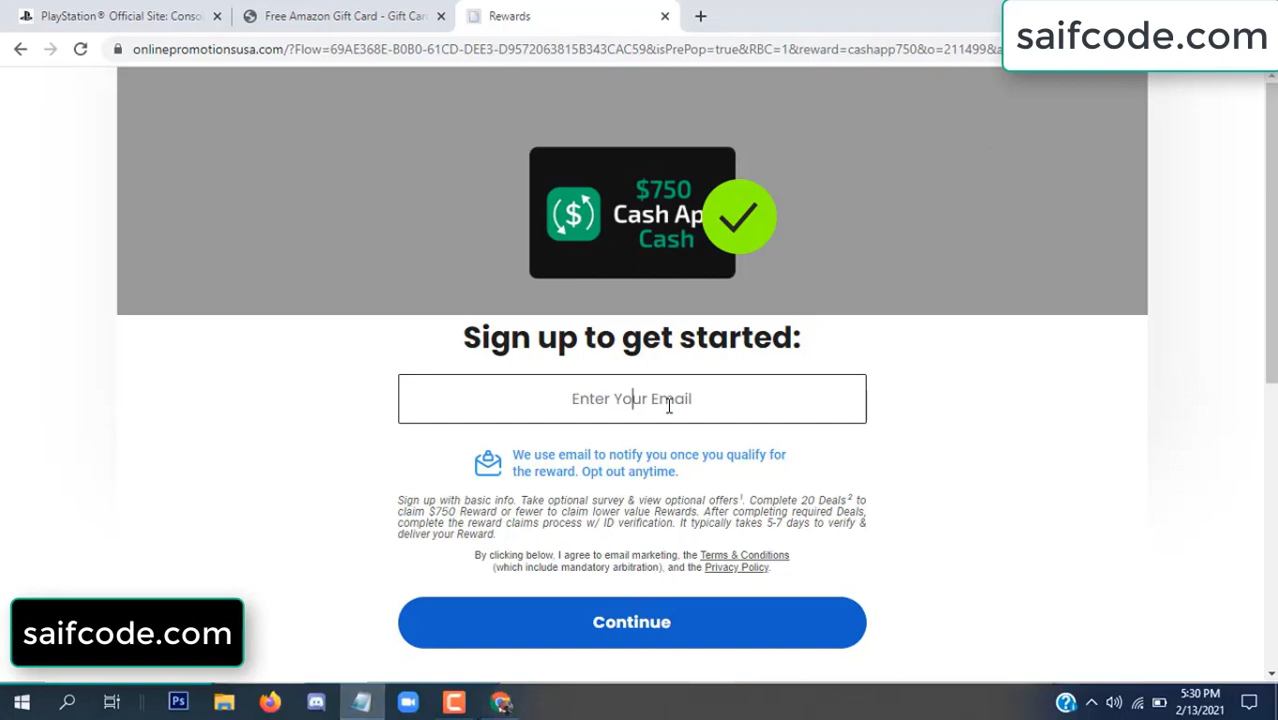 PlayStation® Official Site: Conso
Free Amazon Gift Card - Gift Car
Rewards
onlinepromotionsusa.com/?Flow=69AE368E-B0B0-61CD-DEE3-D9572063815B343CAC59&isPrePop=true&RBC=1&reward=cashapp750&o=211499&a
saifcode.com
$750
Cash Ap
Cash
Sign up to get started:
Enter Your Email
We use email to notify you once you qualify for
the reward. Opt out anytime.
Sign up with basic info. Take optional survey & view optional offers¹. Complete 20 Deals² to
claim $750 Reward or fewer to claim lower value Rewards. After completing required Deals,
complete the reward claims process w/ ID verification. It typically takes 5-7 days to verify &
deliver your Reward.
By clicking below, I agree to email marketing, the Terms & Conditions
(which include mandatory arbitration), and the Privacy Policy.
Continue
saifcode.com
Ps
5:30 PM
2/13/2021